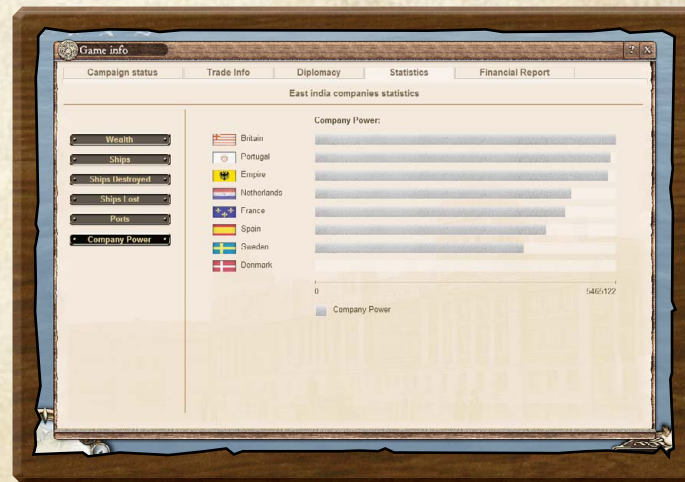 Game info
? X
Campaign status Trade Info Diplomacy Statistics Financial Report
East india companies statistics
Company Power:
Wealth
Ships
Ships Destroyed
Ships Lost
Ports
Company Power
Britain
Portugal
Empire
Netherlands
France
Spain
Sweden
Denmark
0 5465122
Company Power